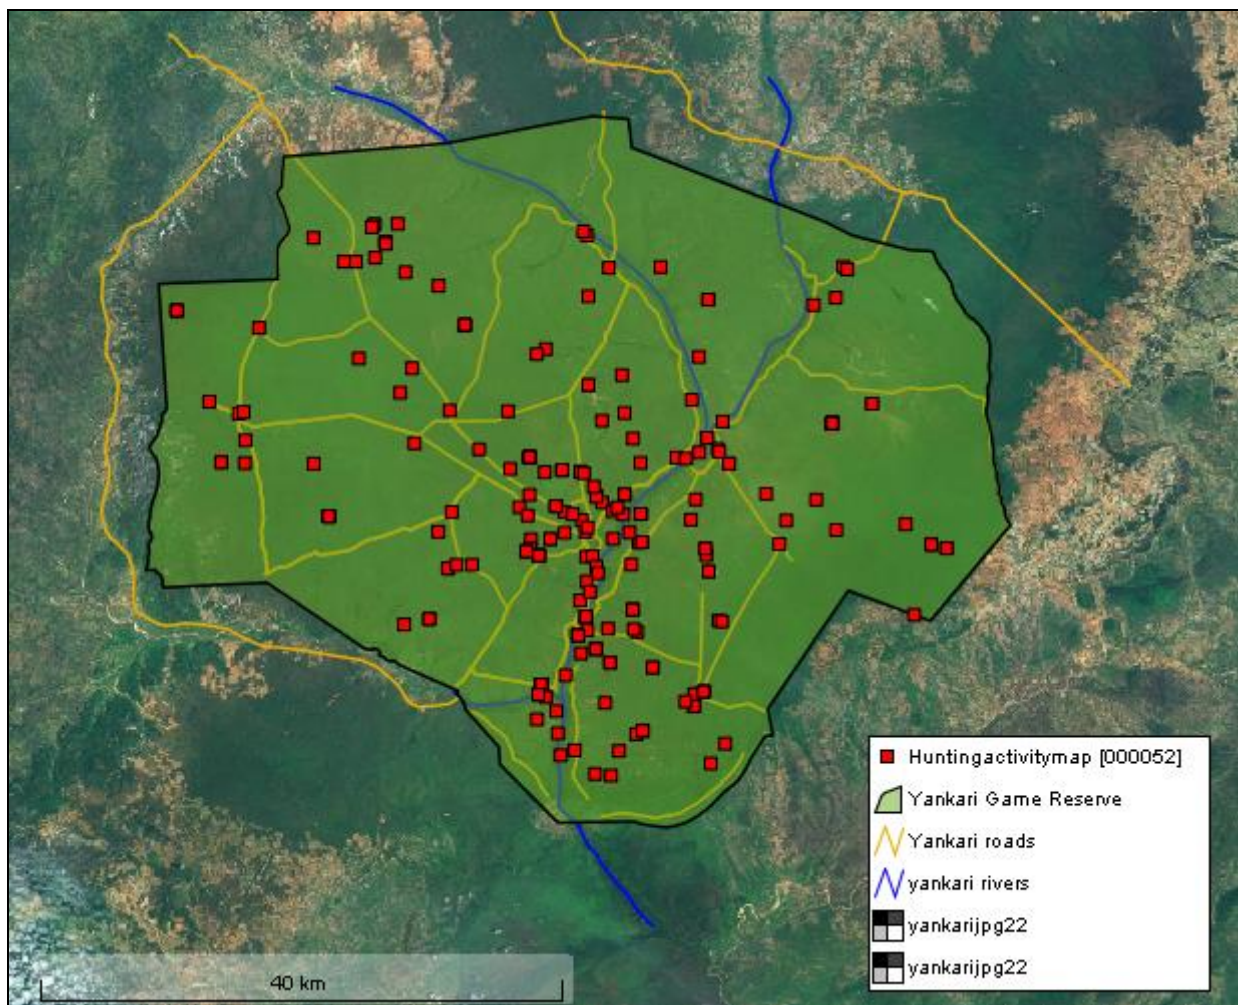 Huntingactivitymap [000052]
Yankari Game Reserve
Yankari roads
yankari rivers
yankarijpg22
yankarijpg22
40 km